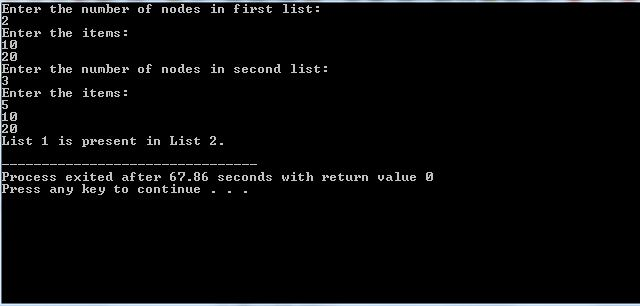 Enter the number of nodes in first list:
2
Enter the items:
10
20
Enter the number of nodes in second list:
3
Enter the items:
5
10
20
List 1 is present in List 2.
--------------------------------
Process exited after 67.86 seconds with return value 0
Press any key to continue . . .